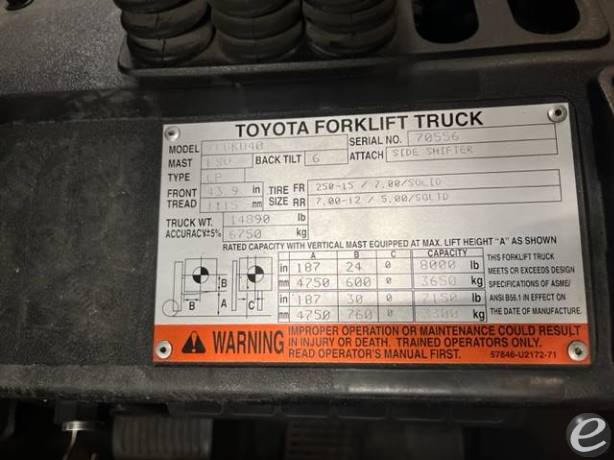 TOYOTA FORKLIFT TRUCK
MODEL SERIAL NO. 70556
MAST FSV BACK TILT 6 ATTACH SIDE SHIFTER
TYPE LP
FRONT TREAD 43.9 in 1115 mm
TIRE SIZE FR 250-15 / 7.00/SOLID
RR 7.00-12 / 5.00/SOLID
TRUCK WT. 14890 lb
ACCURACY±5% 6750 kg
RATED CAPACITY WITH VERTICAL MAST EQUIPPED AT MAX. LIFT HEIGHT "A" AS SHOWN
A B C CAPACITY
in 187 24 0 8000 lb
mm 4750 600 0 3650 kg
in 187 30 0 7150 lb
mm 4750 760 0 kg
B A B C
THIS FORKLIFT TRUCK
MEETS OR EXCEEDS DESIGN
SPECIFICATIONS OF ASME/
ANSI B56.1 IN EFFECT ON
THE DATE OF MANUFACTURE.
WARNING
IMPROPER OPERATION OR MAINTENANCE COULD RESULT
IN INJURY OR DEATH. TRAINED OPERATORS ONLY.
READ OPERATOR'S MANUAL FIRST.
57846-U2172-71
e